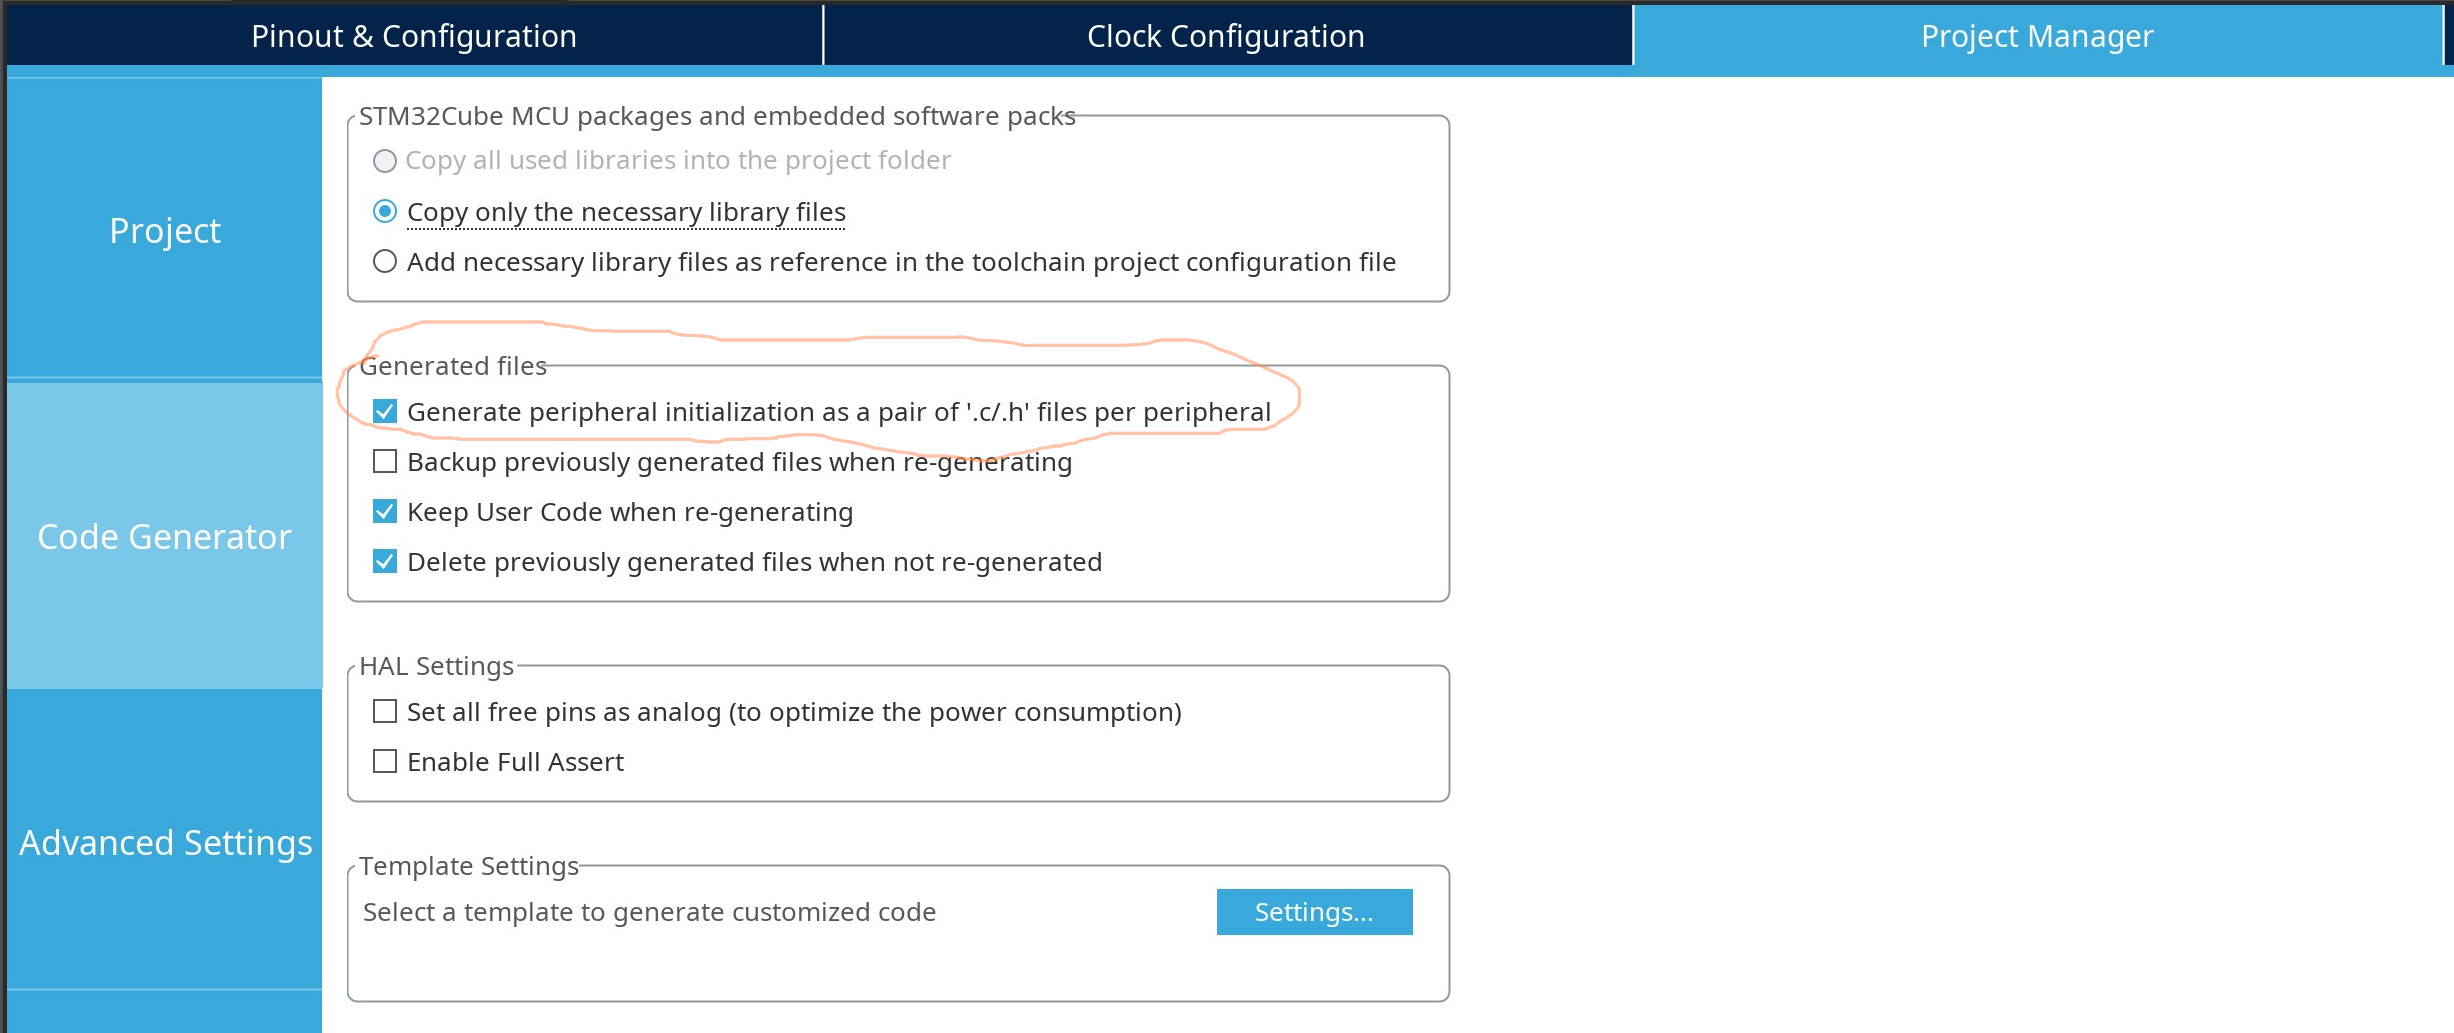 Pinout & Configuration
Clock Configuration
Project Manager
Project
Code Generator
Advanced Settings
STM32Cube MCU packages and embedded software packs
Copy all used libraries into the project folder
Copy only the necessary library files
Add necessary library files as reference in the toolchain project configuration file
Generated files
Generate peripheral initialization as a pair of '.c/.h' files per peripheral
Backup previously generated files when re-generating
Keep User Code when re-generating
Delete previously generated files when not re-generated
HAL Settings
Set all free pins as analog (to optimize the power consumption)
Enable Full Assert
Template Settings
Select a template to generate customized code
Settings...